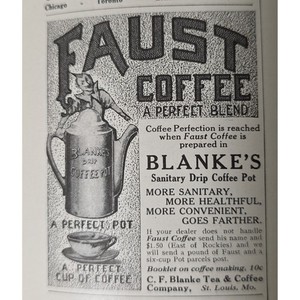 Chicago Toronto
FAUST
COFFEE
A PERFECT BLEND
Coffee Perfection is reached
when Faust Coffee is
prepared in
BLANKE'S
Sanitary Drip Coffee Pot
BLANKE'S
DRIP
COFFEE POT
MORE SANITARY,
MORE HEALTHFUL,
MORE CONVENIENT,
GOES FARTHER.
A PERFECT POT
If your dealer does not handle
Faust Coffee send his name and
$1.50 (East of Rockies) and we
will send a pound of Faust and a
six-cup Pot parcels post.
Booklet on coffee making, 10c
A PERFECT
CUP OF COFFEE
C. F. Blanke Tea & Coffee
Company, St. Louis, Mo.